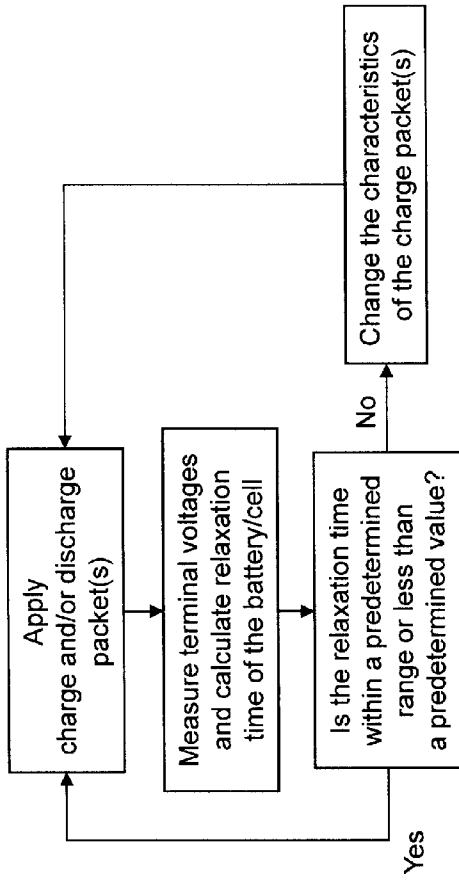 Apply
charge and/or discharge
packet(s)
Measure terminal voltages
and calculate relaxation
time of the battery/cell
Is the relaxation time
within a predetermined
range or less than
a predetermined value?
Yes
No
Change the characteristics
of the charge packet(s)